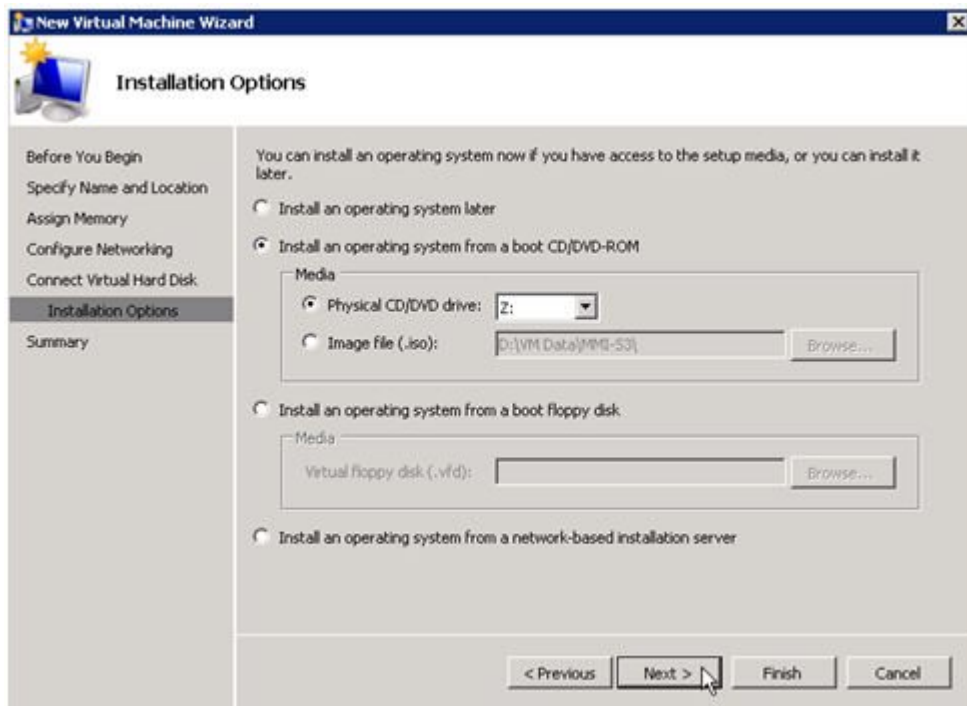 New Virtual Machine Wizard
Installation Options
Before You Begin
Specify Name and Location
Assign Memory
Configure Networking
Connect Virtual Hard Disk
Installation Options
Summary
You can install an operating system now if you have access to the setup media, or you can install it
later.
Install an operating system later
Install an operating system from a boot CD/DVD-ROM
Media
Physical CD/DVD drive: Z:
Image file (.iso): D:\VM Data\MMI-S3\ Browse...
Install an operating system from a boot floppy disk
Media
Virtual floppy disk (.vfd): Browse...
Install an operating system from a network-based installation server
< Previous Next > Finish Cancel